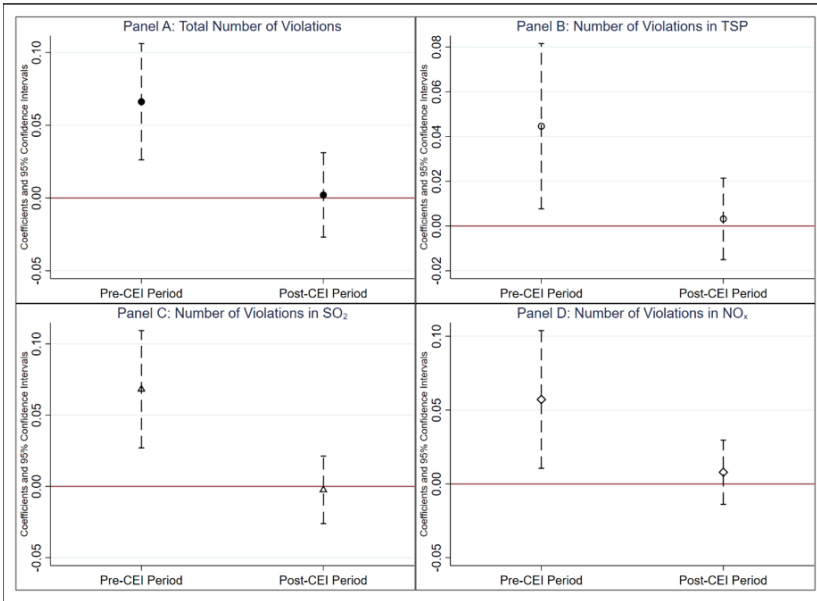 Panel A: Total Number of Violations
Coefficients and 95% Confidence Intervals
0.10
0.05
0.00
-0.05
Pre-CEI Period
Post-CEI Period
Panel B: Number of Violations in TSP
Coefficients and 95% Confidence Intervals
0.08
0.06
0.04
0.02
0.00
-0.02
Pre-CEI Period
Post-CEI Period
Panel C: Number of Violations in SO₂
Coefficients and 95% Confidence Intervals
0.10
0.05
0.00
-0.05
Pre-CEI Period
Post-CEI Period
Panel D: Number of Violations in NOₓ
Coefficients and 95% Confidence Intervals
0.10
0.05
0.00
-0.05
Pre-CEI Period
Post-CEI Period